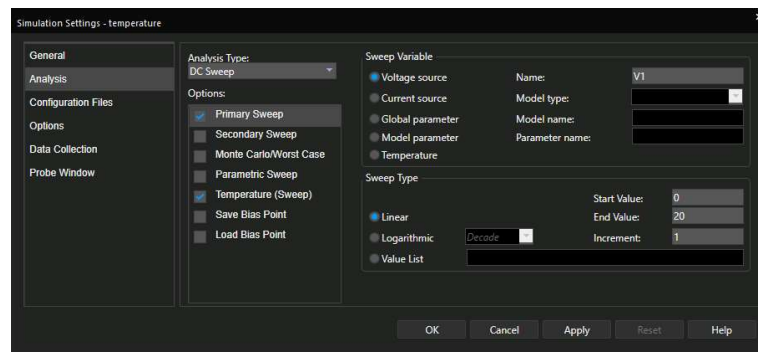 Simulation Settings - temperature
General
Analysis
Configuration Files
Options
Data Collection
Probe Window
Analysis Type:
DC Sweep
Options:
Primary Sweep
Secondary Sweep
Monte Carlo/Worst Case
Parametric Sweep
Temperature (Sweep)
Save Bias Point
Load Bias Point
Sweep Variable
Voltage source Name: V1
Current source Model type:
Global parameter Model name:
Model parameter Parameter name:
Temperature
Sweep Type
Start Value: 0
Linear End Value: 20
Logarithmic Decade Increment: 1
Value List
OK Cancel Apply Reset Help